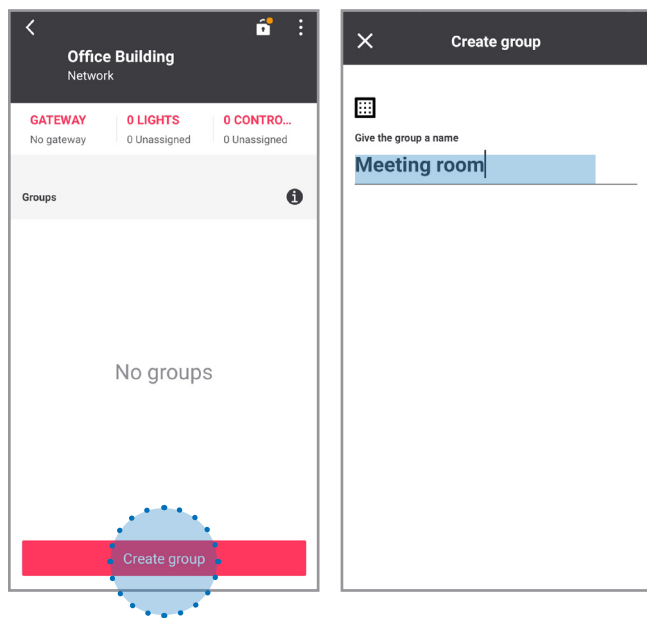 Office Building
Network
GATEWAY
No gateway
0 LIGHTS
0 Unassigned
0 CONTRO...
0 Unassigned
Groups
No groups
Create group
Create group
Give the group a name
Meeting room